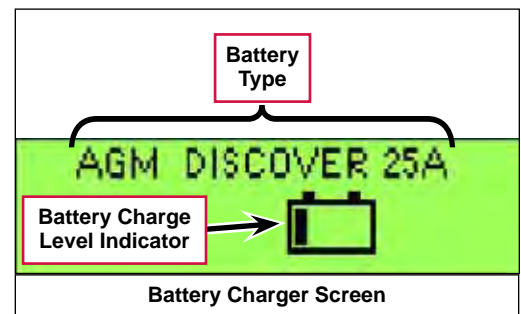 Battery
Type
AGM DISCOVER 25A
Battery Charge
Level Indicator
Battery Charger Screen